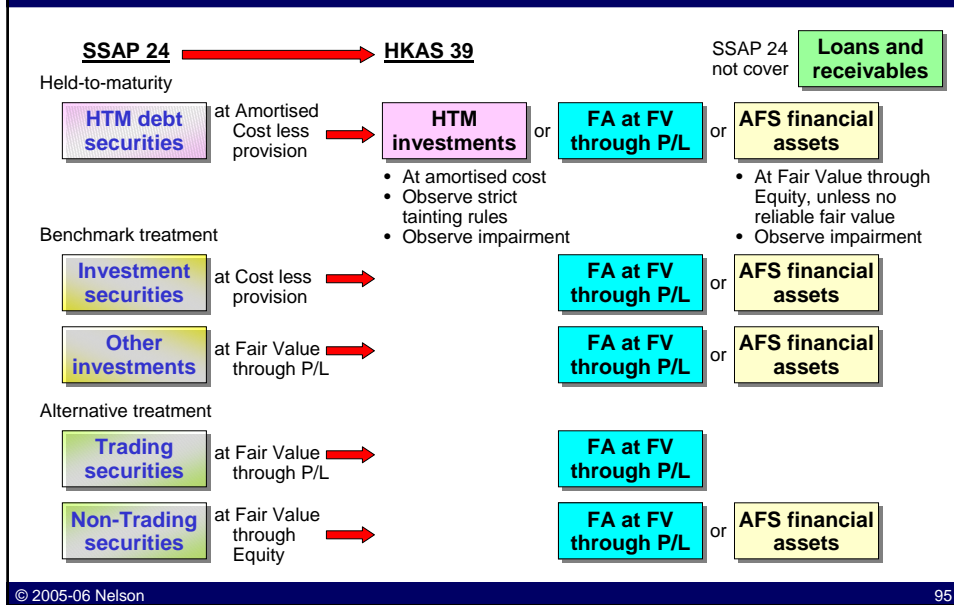 SSAP 24
HKAS 39
SSAP 24
not cover
Loans and
receivables
Held-to-maturity
HTM debt
securities
at Amortised
Cost less
provision
HTM
investments
or
FA at FV
through P/L
or
AFS financial
assets
• At amortised cost
• Observe strict
tainting rules
• Observe impairment
• At Fair Value through
Equity, unless no
reliable fair value
• Observe impairment
Benchmark treatment
Investment
securities
at Cost less
provision
FA at FV
through P/L
or
AFS financial
assets
Other
investments
at Fair Value
through P/L
FA at FV
through P/L
or
AFS financial
assets
Alternative treatment
Trading
securities
at Fair Value
through P/L
FA at FV
through P/L
Non-Trading
securities
at Fair Value
through
Equity
FA at FV
through P/L
or
AFS financial
assets
© 2005-06 Nelson
95